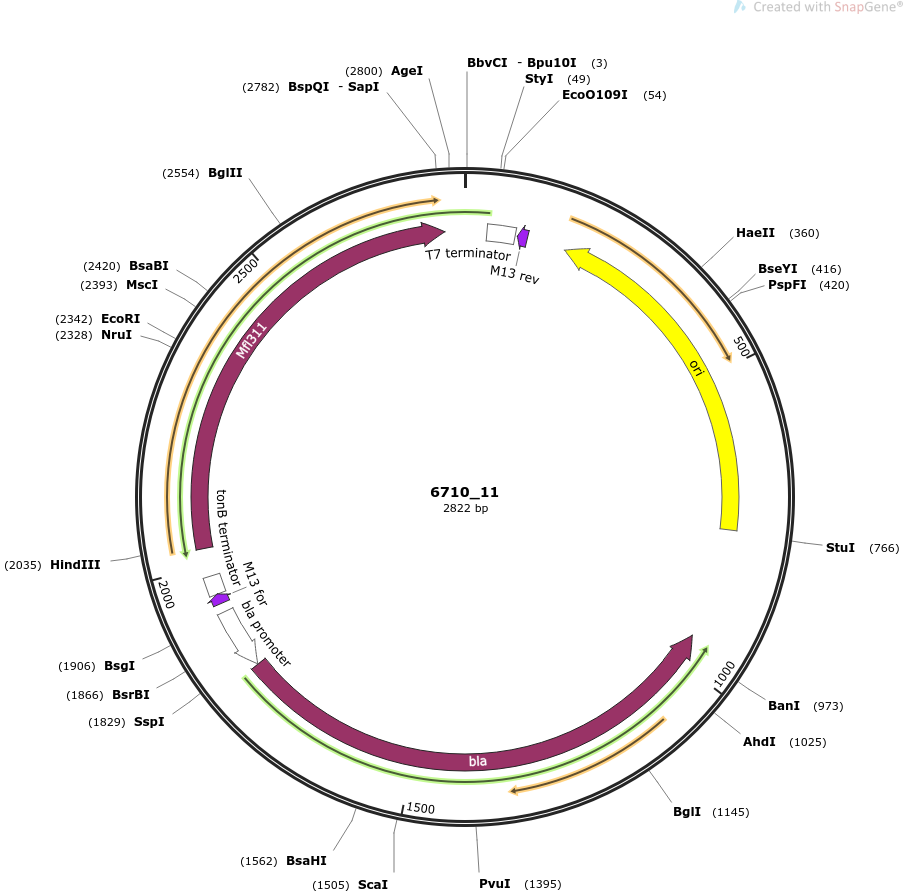 Created with SnapGene®
BbvCI - Bpu10I (3)
StyI (49)
EcoO109I (54)
(2800) AgeI
(2782) BspQI - SapI
(2554) BglII
(2420) BsaBI
(2393) MscI
(2342) EcoRI
(2328) NruI
(2035) HindIII
(1906) BsgI
(1866) BsrBI
(1829) SspI
(1562) BsaHI
(1505) ScaI
PvuI (1395)
BglI (1145)
AhdI (1025)
BanI (973)
StuI (766)
PspFI (420)
BseYI (416)
HaeII (360)
500
1000
1500
2000
2500
T7 terminator
M13 rev
ori
Mfl311
tonB terminator
M13 for
bla promoter
bla
6710_11
2822 bp